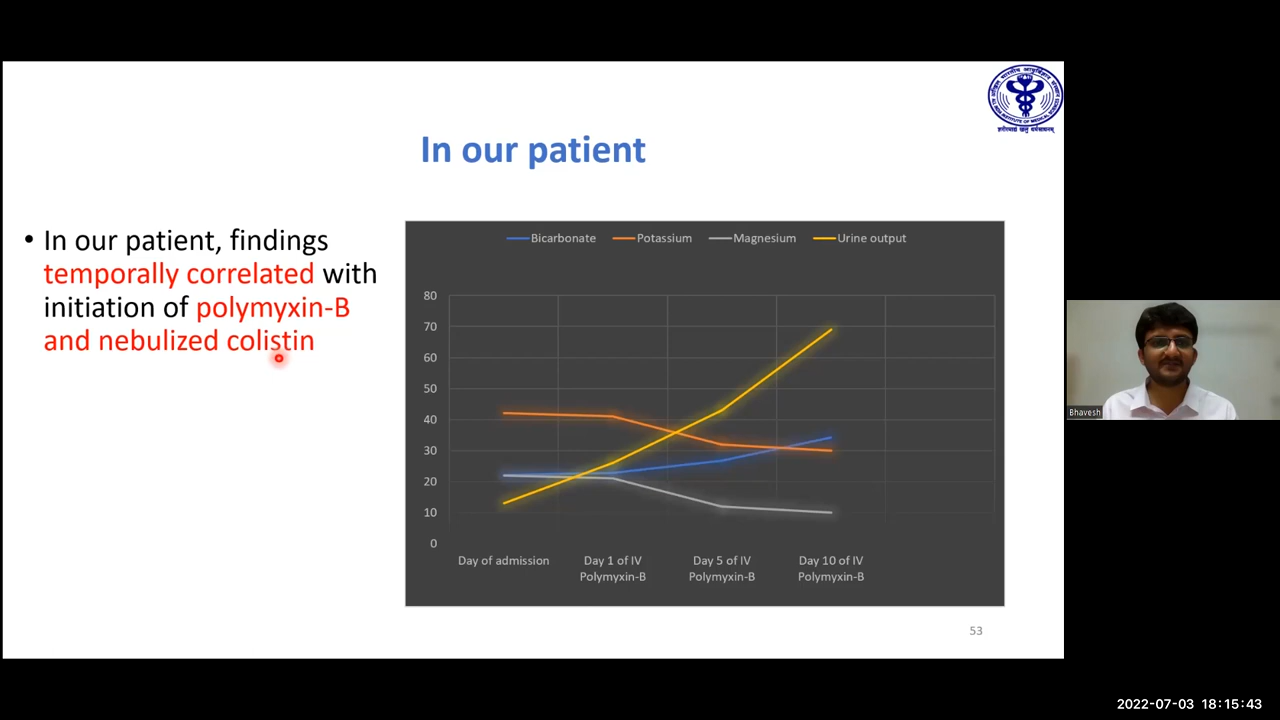 In our patient
• In our patient, findings
temporally correlated with
initiation of polymyxin-B
and nebulized colistin
Bicarbonate Potassium Magnesium Urine output
80
70
60
50
40
30
20
10
0
Day of admission Day 1 of IV Day 5 of IV Day 10 of IV
Polymyxin-B Polymyxin-B Polymyxin-B
53
Bhavesh
2022-07-03 18:15:43